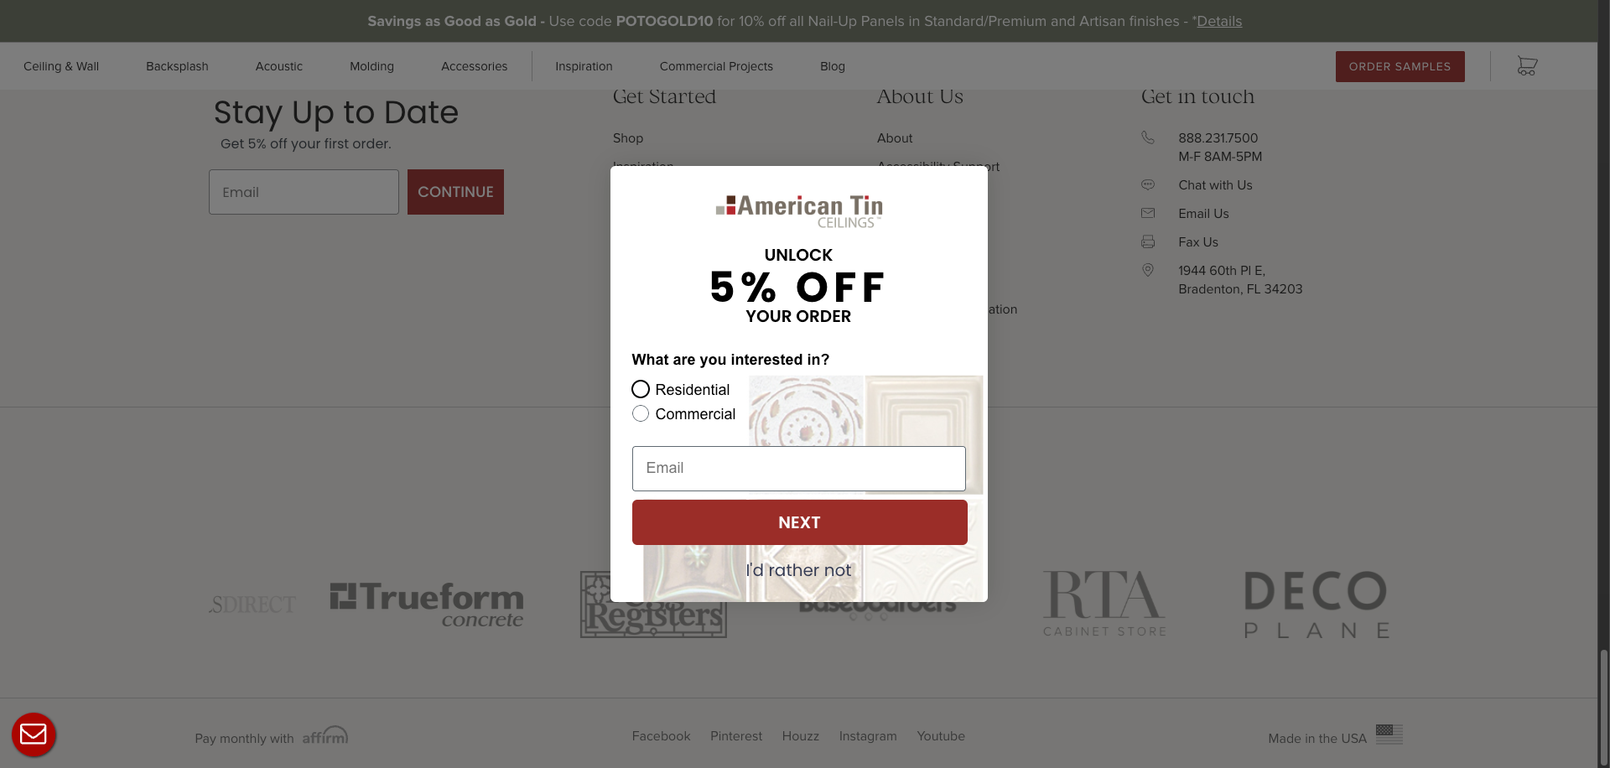 Savings as Good as Gold - Use code POTOGOLD10 for 10% off all Nail-Up Panels in Standard/Premium and Artisan finishes - *Details
Ceiling & Wall Backsplash Acoustic Molding Accessories Inspiration Commercial Projects Blog ORDER SAMPLES
Stay Up to Date
Get 5% off your first order.
Email CONTINUE
Get Started
Shop
Inspiration
About Us
About
Accessibility Support
Get in touch
888.231.7500
M-F 8AM-5PM
Chat with Us
Email Us
Fax Us
1944 60th Pl E,
Bradenton, FL 34203
American Tin
CEILINGS™
UNLOCK
5% OFF
YOUR ORDER
What are you interested in?
Residential
Commercial
Email
NEXT
I'd rather not
Trueform
concrete
Registers
Baseboarders
RTA
CABINET STORE
DECO
PLANE
Pay monthly with affirm
Facebook Pinterest Houzz Instagram Youtube
Made in the USA